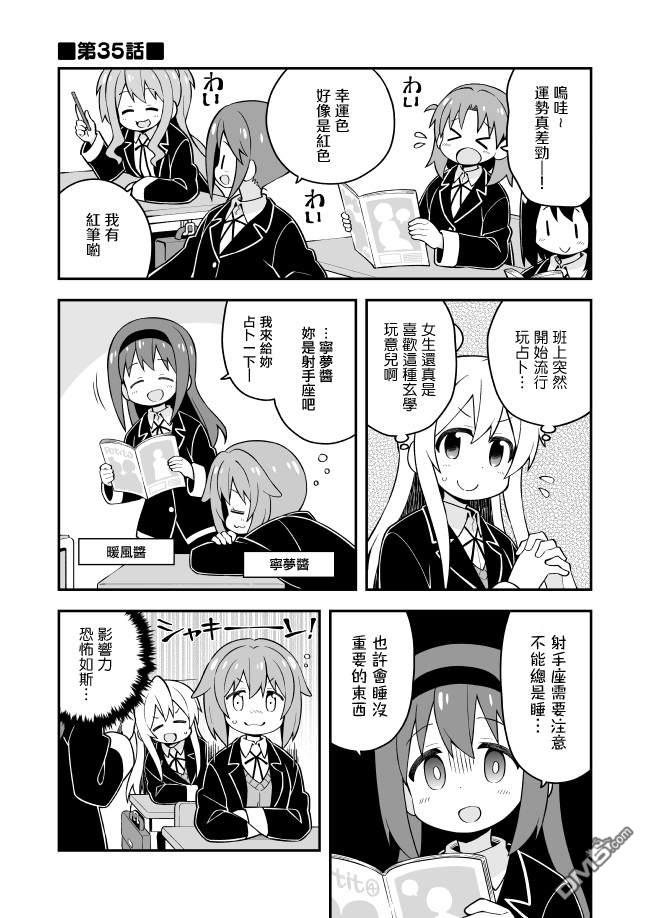 ■第35話■
嗚哇~
運勢真差勁——!
幸運色
好像是紅色
わい
わい
我有
紅筆喲
班上突然
開始流行
玩占卜…
女生還真是
喜歡這種玄學
玩意兒啊
…寧夢醬
妳是射手座吧
我來給妳
占卜一下—
Petit
暖風醬
寧夢醬
射手座需要注意
不能總是睡…
也許會睡沒
重要的東西
シャキーーン!
影響力
恐怖如斯…
DM5.com